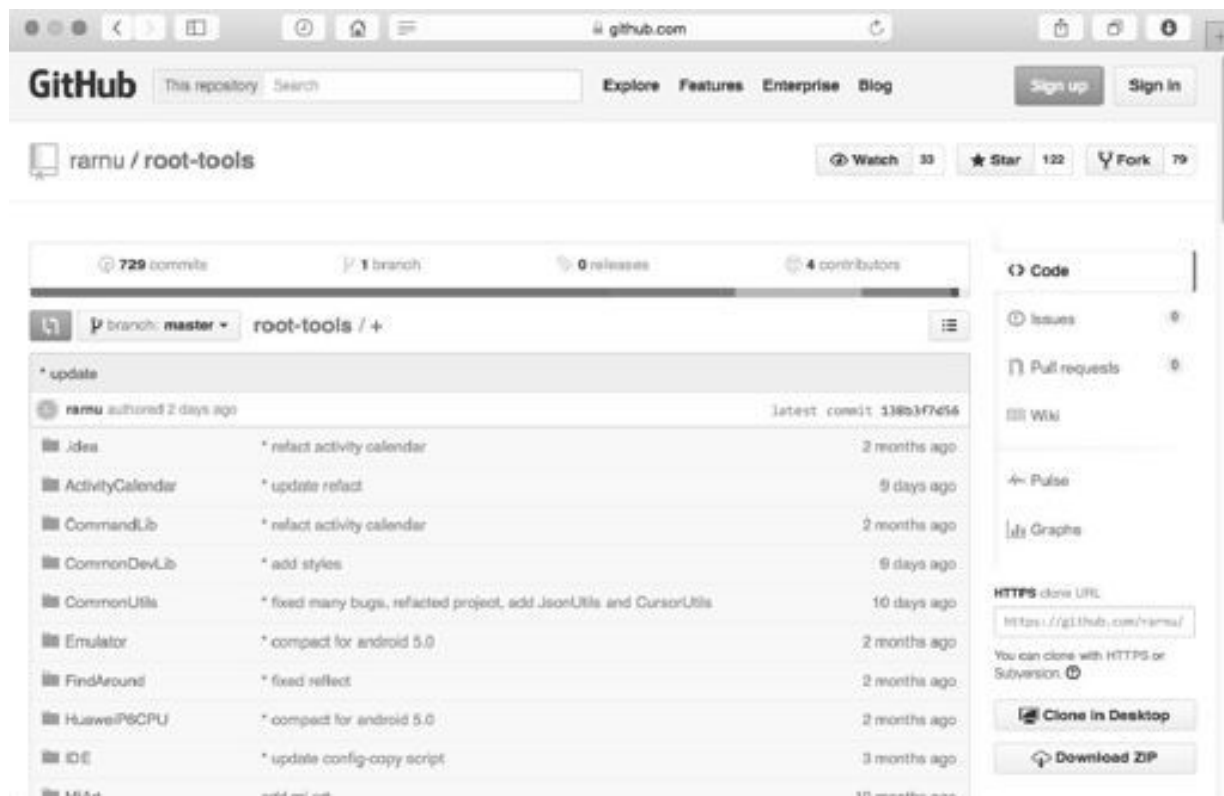 github.com
GitHub This repository Search Explore Features Enterprise Blog Sign up Sign in
rarnu / root-tools Watch 33 Star 122 Fork 79
729 commits 1 branch 0 releases 4 contributors
<> Code
branch: master root-tools / +
Issues 0
* update
Pull requests 0
rarnu authored 2 days ago latest commit 138b3f7d56
Wiki
.idea * refact activity calendar 2 months ago
ActivityCalendar * update refact 9 days ago
Pulse
CommandLib * refact activity calendar 2 months ago
Graphs
CommonDevLib * add styles 9 days ago
CommonUtils * fixed many bugs, refacted project, add JsonUtils and CursorUtils 10 days ago
HTTPS clone URL
https://github.com/rarnu/
Emulator * compact for android 5.0 2 months ago
You can clone with HTTPS or
Subversion.
FindAround * fixed reflect 2 months ago
HuaweiP6CPU * compact for android 5.0 2 months ago
Clone in Desktop
IDE * update config-copy script 3 months ago
Download ZIP